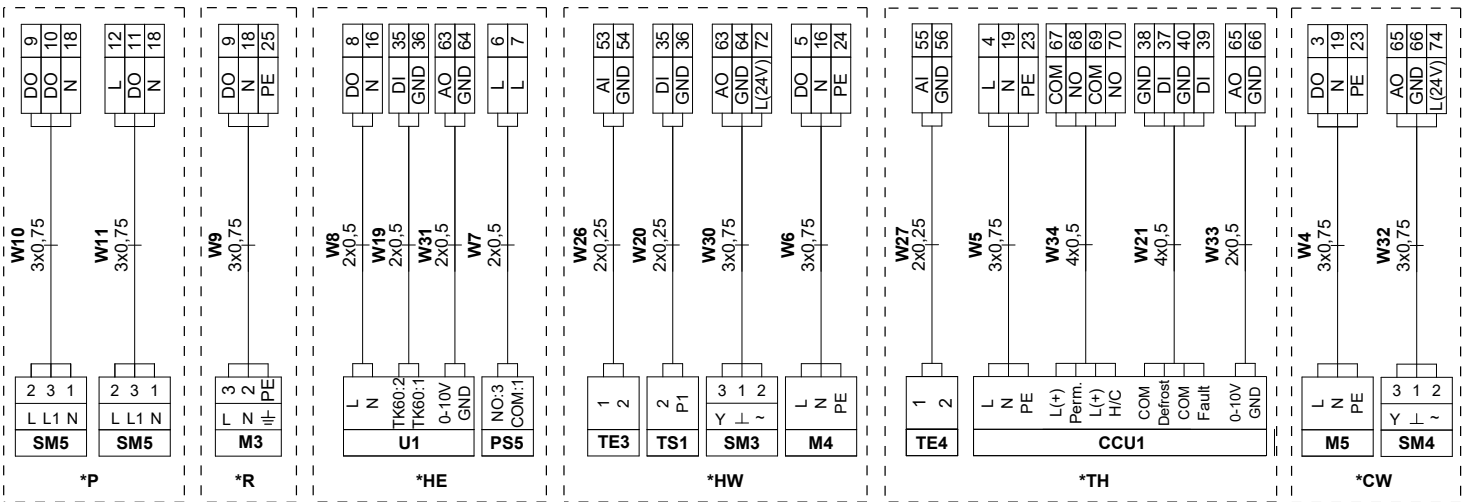 9 10 18 12 11 18 9 18 25 8 16 35 36 63 64 6 7 53 54 35 36 63 64 72 5 16 24 55 56 4 19 23 67 68 69 70 38 37 40 39 65 66 3 19 23 65 66 74
DO DO N L DO N DO N PE DO N DI GND AO GND L L AI GND DI GND AO GND L(24V) DO N PE AI GND L N PE COM NO COM NO GND DI GND DI AO GND DO N PE AO GND L(24V)
W10 W11 W9 W8 W19 W31 W7 W26 W20 W30 W6 W27 W5 W34 W21 W33 W4 W32
3x0,75 3x0,75 3x0,75 2x0,5 2x0,5 2x0,5 2x0,5 2x0,25 2x0,25 3x0,75 3x0,75 2x0,25 3x0,75 4x0,5 4x0,5 2x0,5 3x0,75 3x0,75
2 3 1 2 3 1 3 2 PE L N TK60:2 TK60:1 0-10V GND NO:3 COM:1 1 2 2 P1 3 1 2 L N PE 1 2 L N PE L(+) Perm. L(+) H/C COM Defrost COM Fault 0-10V GND L N PE 3 1 2
L L1 N L L1 N L N ⏚ Y ⊥ ~ Y ⊥ ~
SM5 SM5 M3 U1 PS5 TE3 TS1 SM3 M4 TE4 CCU1 M5 SM4
*P *R *HE *HW *TH *CW